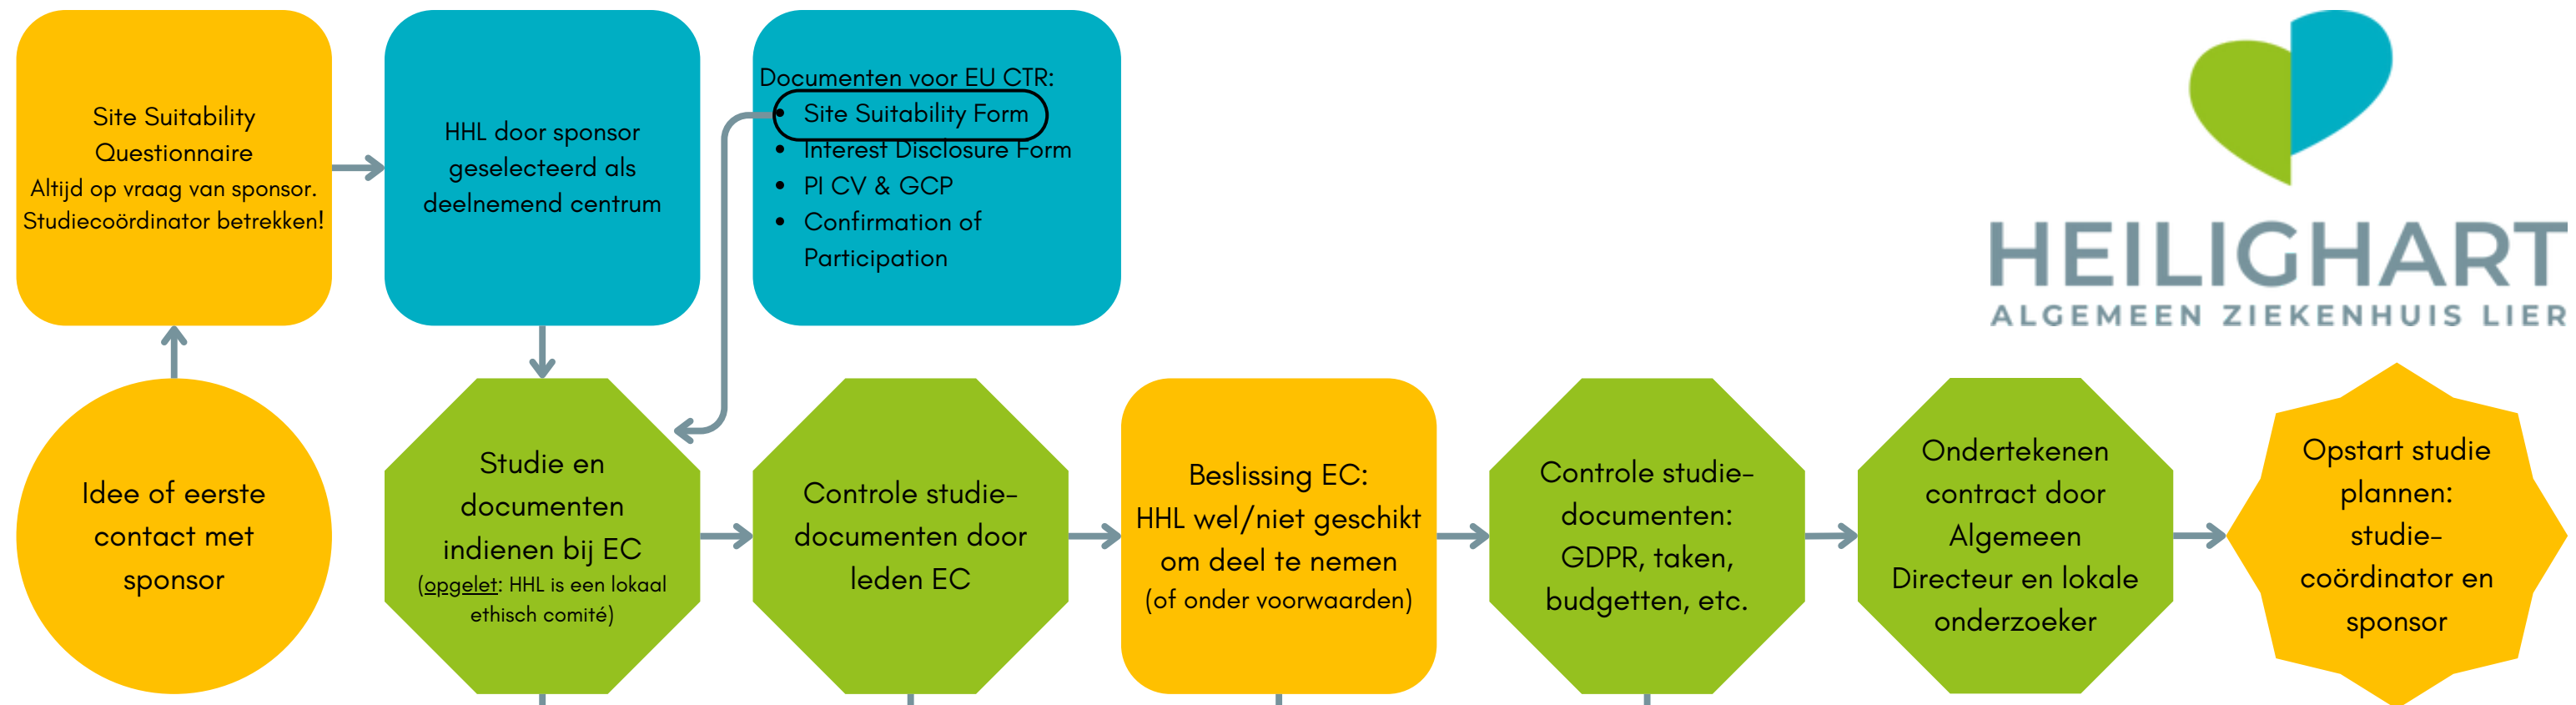 Site Suitability
Questionnaire
Altijd op vraag van sponsor.
Studiecoördinator betrekken!
HHL door sponsor
geselecteerd als
deelnemend centrum
Documenten voor EU CTR:
• Site Suitability Form
• Interest Disclosure Form
• PI CV & GCP
• Confirmation of
Participation
HEILIGHART
ALGEMEEN ZIEKENHUIS LIER
Idee of eerste
contact met
sponsor
Studie en
documenten
indienen bij EC
(opgelet: HHL is een lokaal
ethisch comité)
Controle studie-
documenten door
leden EC
Beslissing EC:
HHL wel/niet geschikt
om deel te nemen
(of onder voorwaarden)
Controle studie-
documenten:
GDPR, taken,
budgetten, etc.
Ondertekenen
contract door
Algemeen
Directeur en lokale
onderzoeker
Opstart studie
plannen:
studie-
coördinator en
sponsor